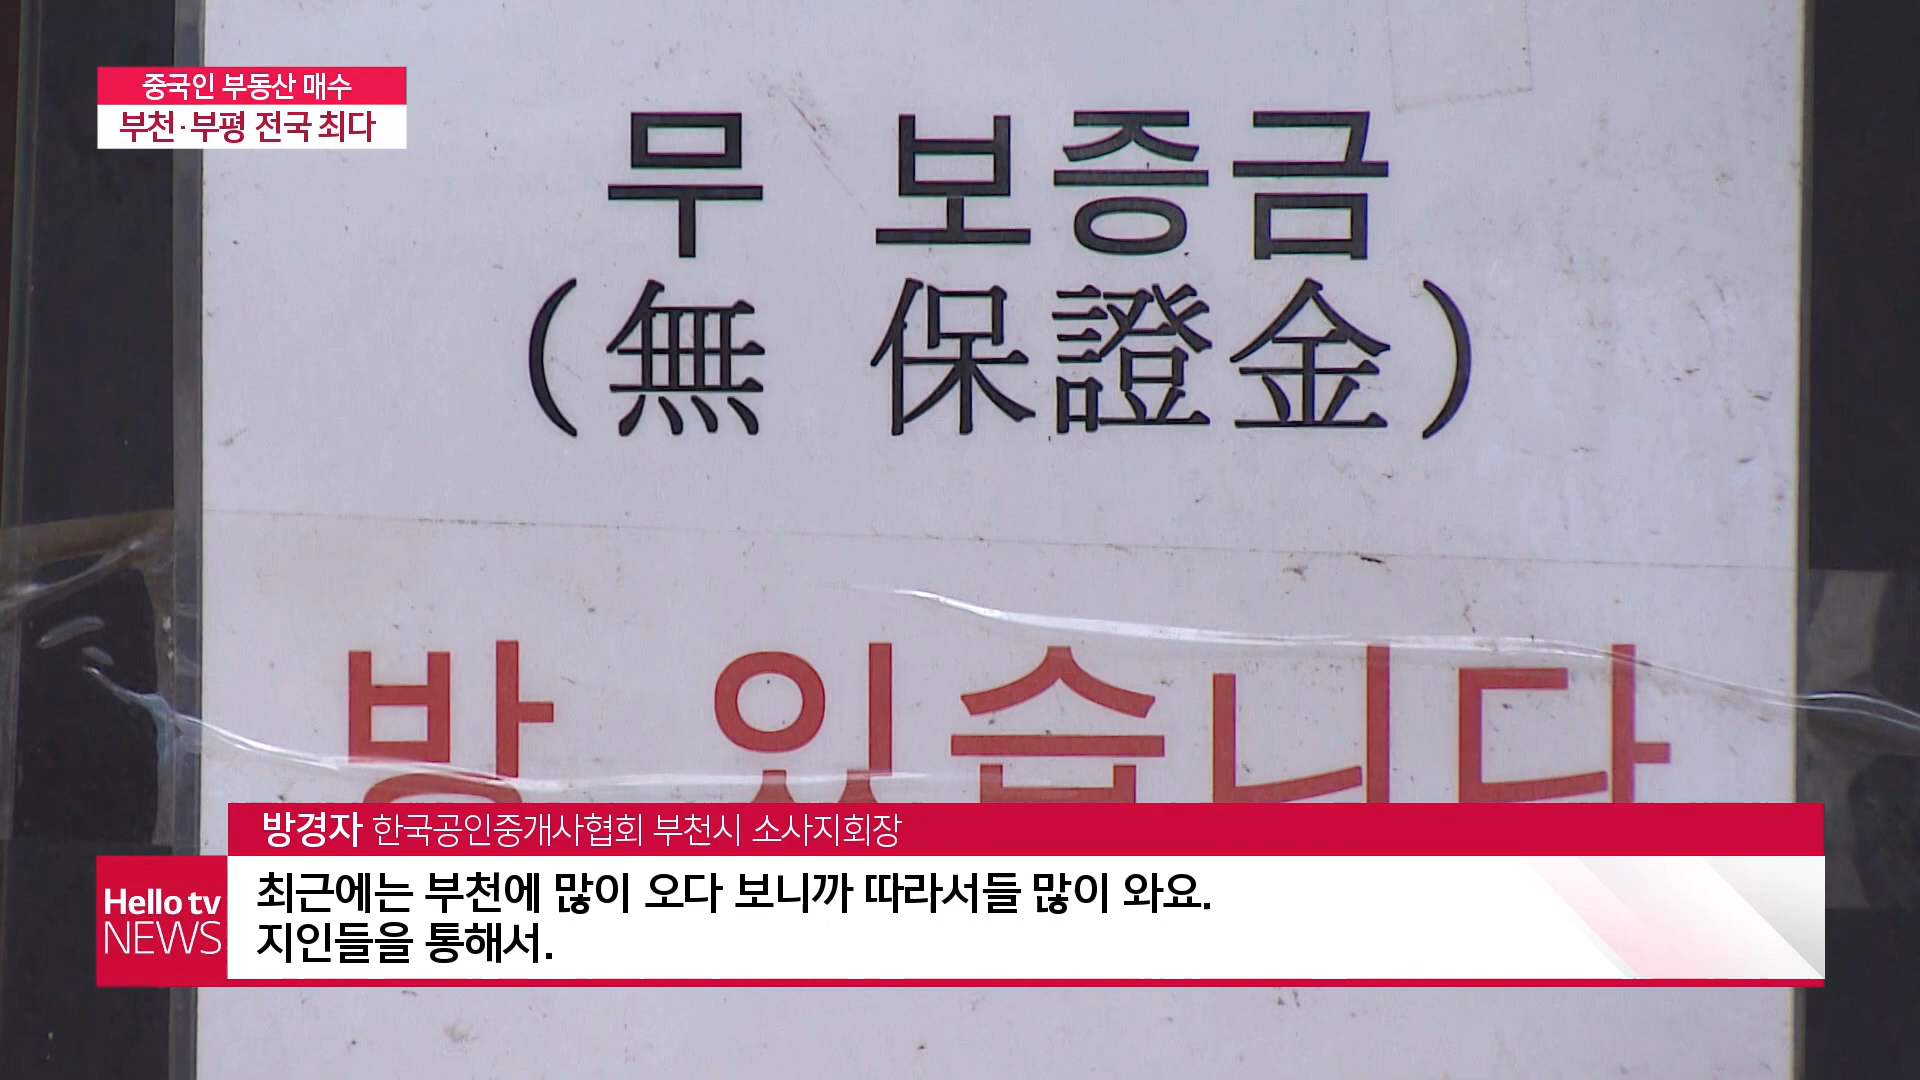 중국인 부동산 매수
부천·부평 전국 최다
무 보증금
(無 保證金)
방 있습니다
방경자 한국공인중개사협회 부천시 소사지회장
Hello tv
NEWS
최근에는 부천에 많이 오다 보니까 따라서들 많이 와요.
지인들을 통해서.